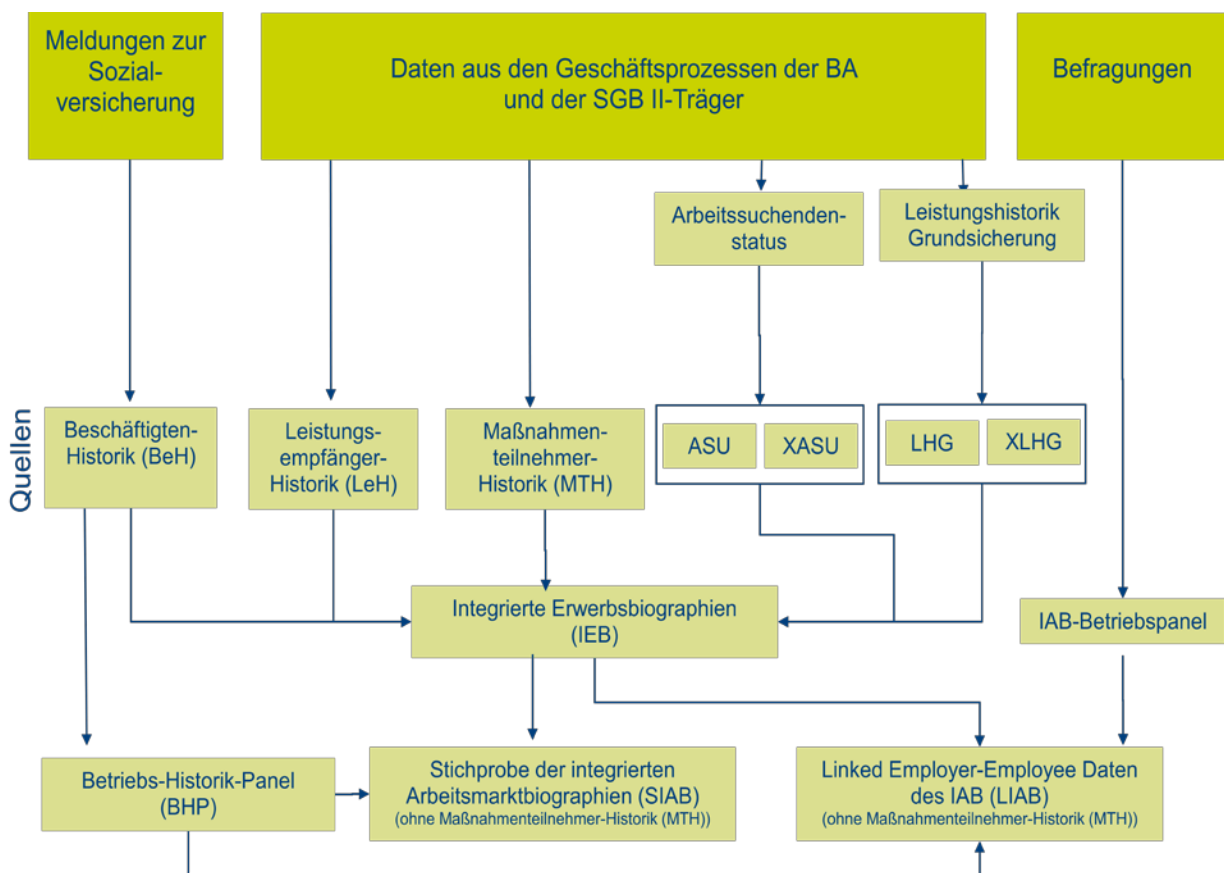 Meldungen zur
Sozial-
versicherung
Daten aus den Geschäftsprozessen der BA
und der SGB II-Träger
Befragungen
Arbeitssuchenden-
status
Leistungshistorik
Grundsicherung
Quellen
Beschäftigten-
Historik (BeH)
Leistungs-
empfänger-
Historik (LeH)
Maßnahmen-
teilnehmer-
Historik (MTH)
ASU
XASU
LHG
XLHG
Integrierte Erwerbsbiographien
(IEB)
IAB-Betriebspanel
Betriebs-Historik-Panel
(BHP)
Stichprobe der integrierten
Arbeitsmarktbiographien (SIAB)
(ohne Maßnahmenteilnehmer-Historik (MTH))
Linked Employer-Employee Daten
des IAB (LIAB)
(ohne Maßnahmenteilnehmer-Historik (MTH))